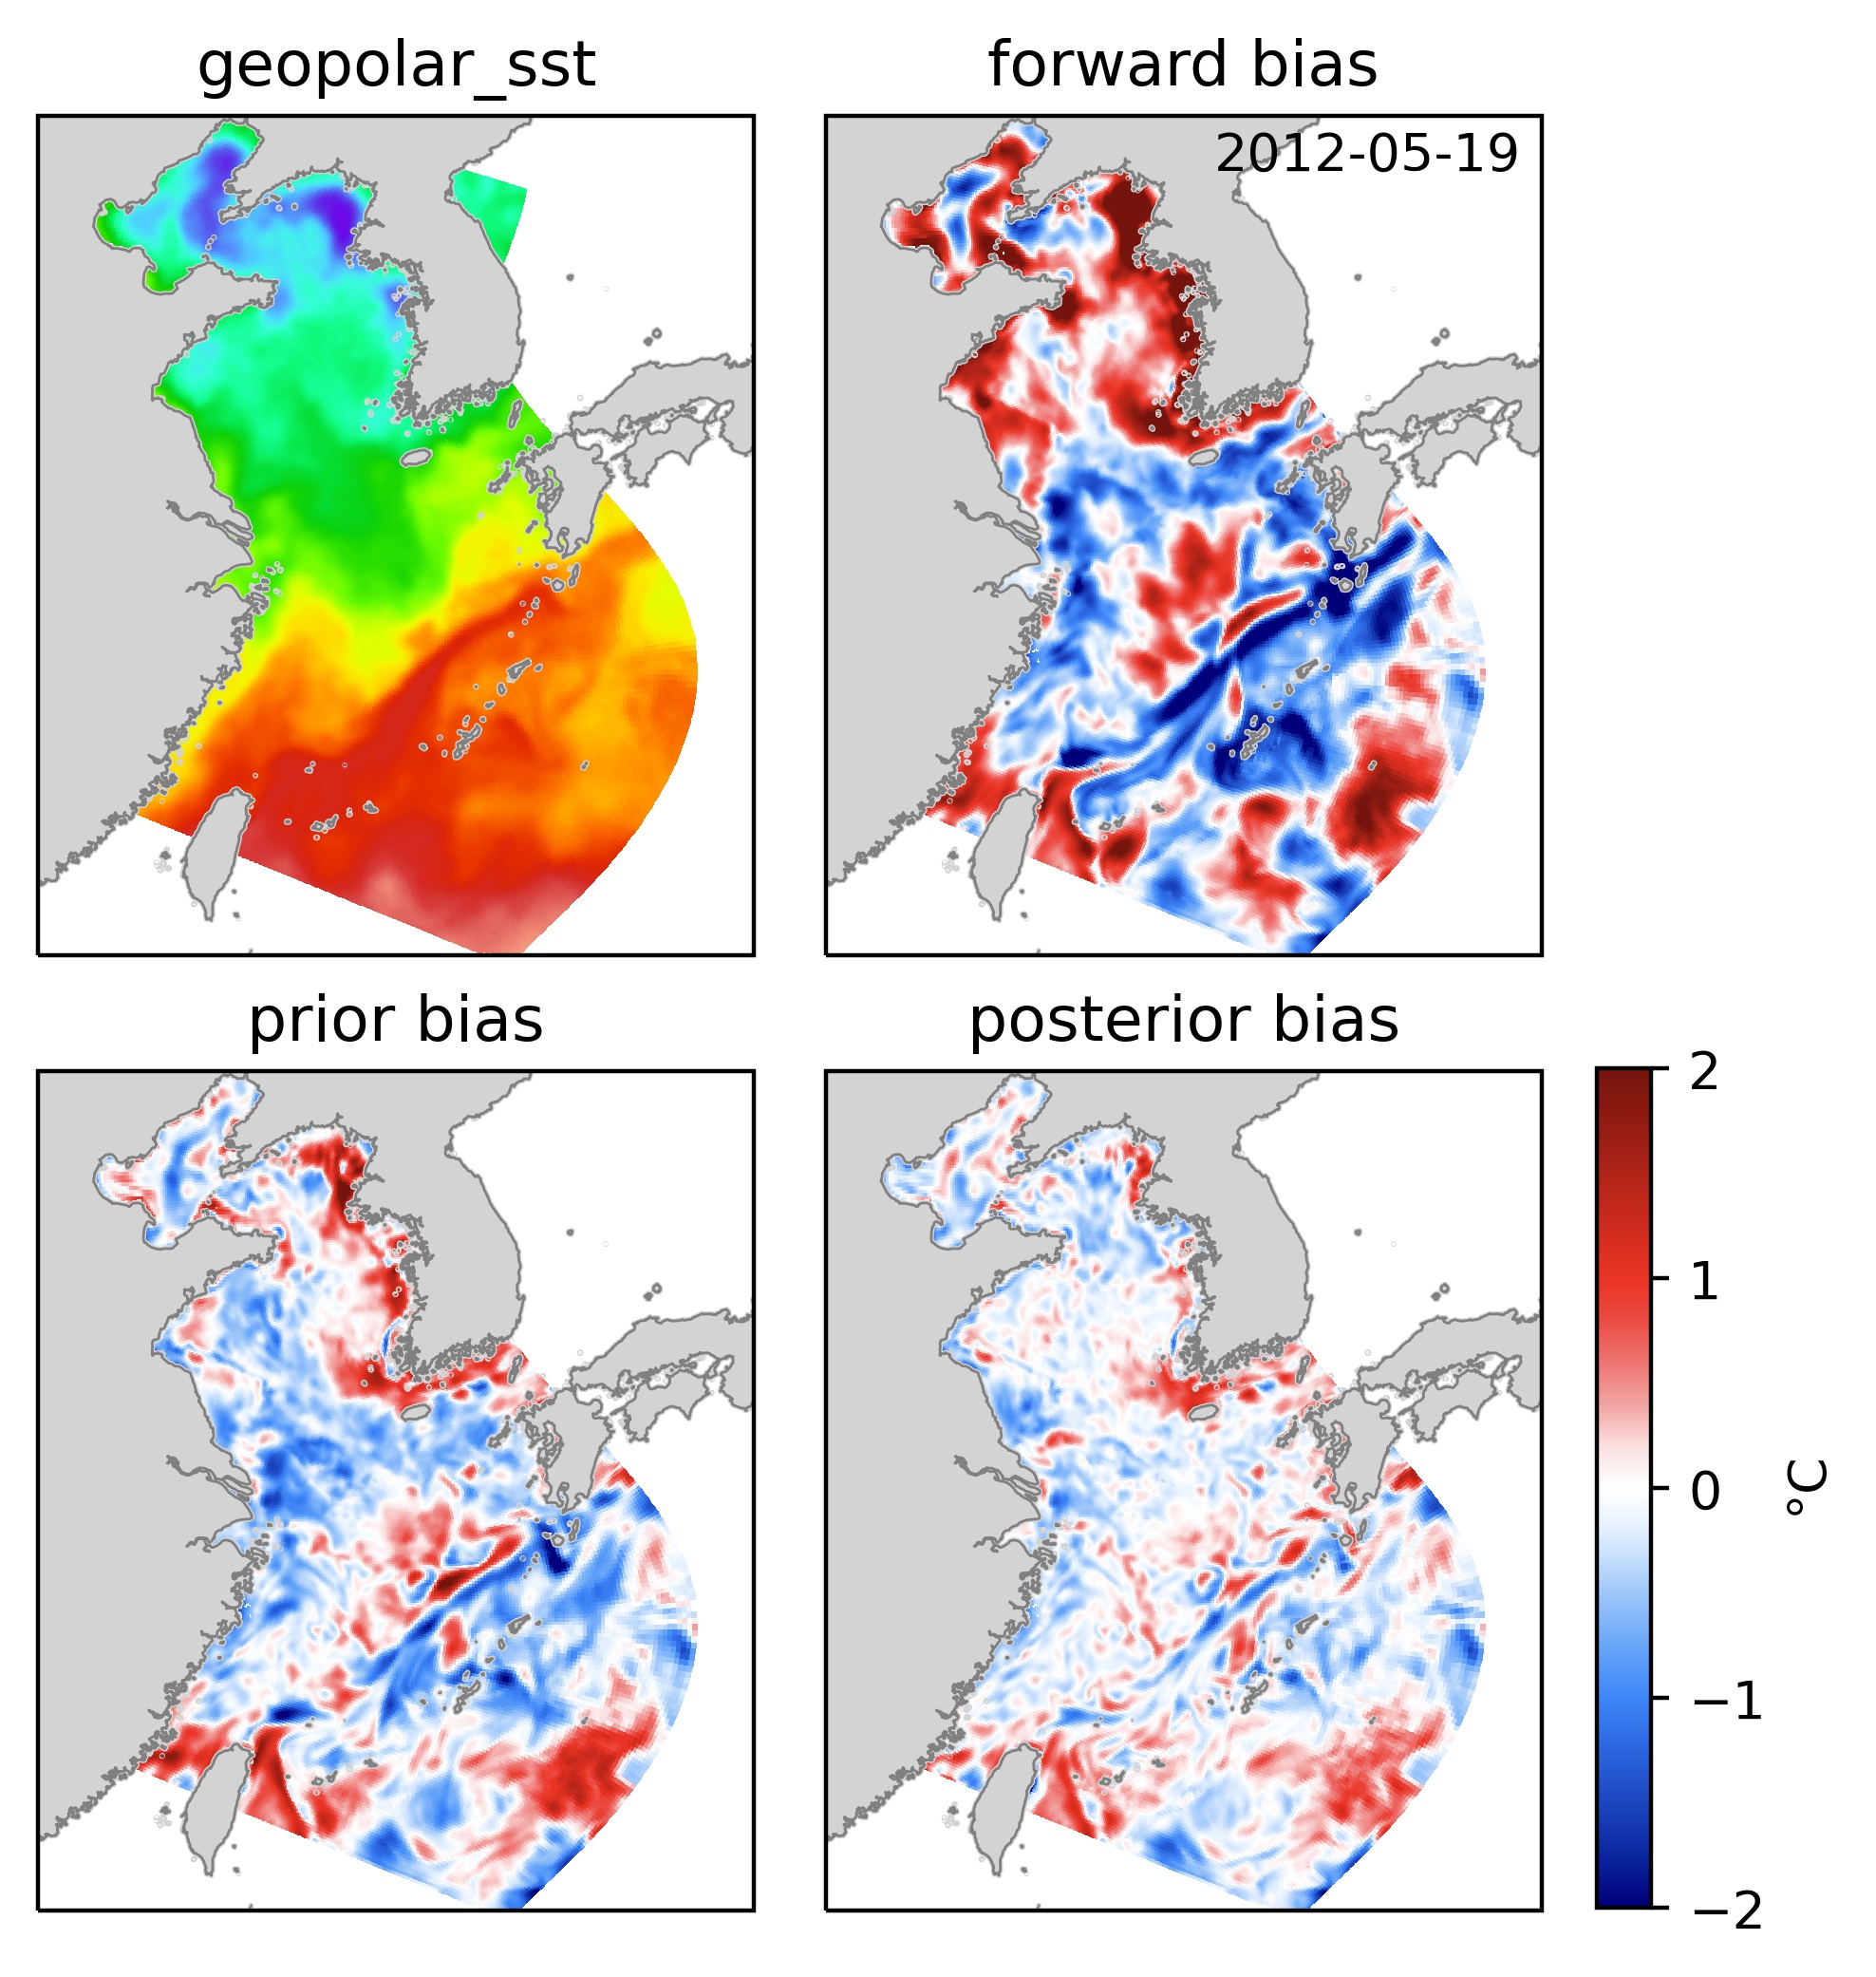 geopolar_sst
forward bias
2012-05-19
prior bias
posterior bias
2
1
0
−1
−2
°C